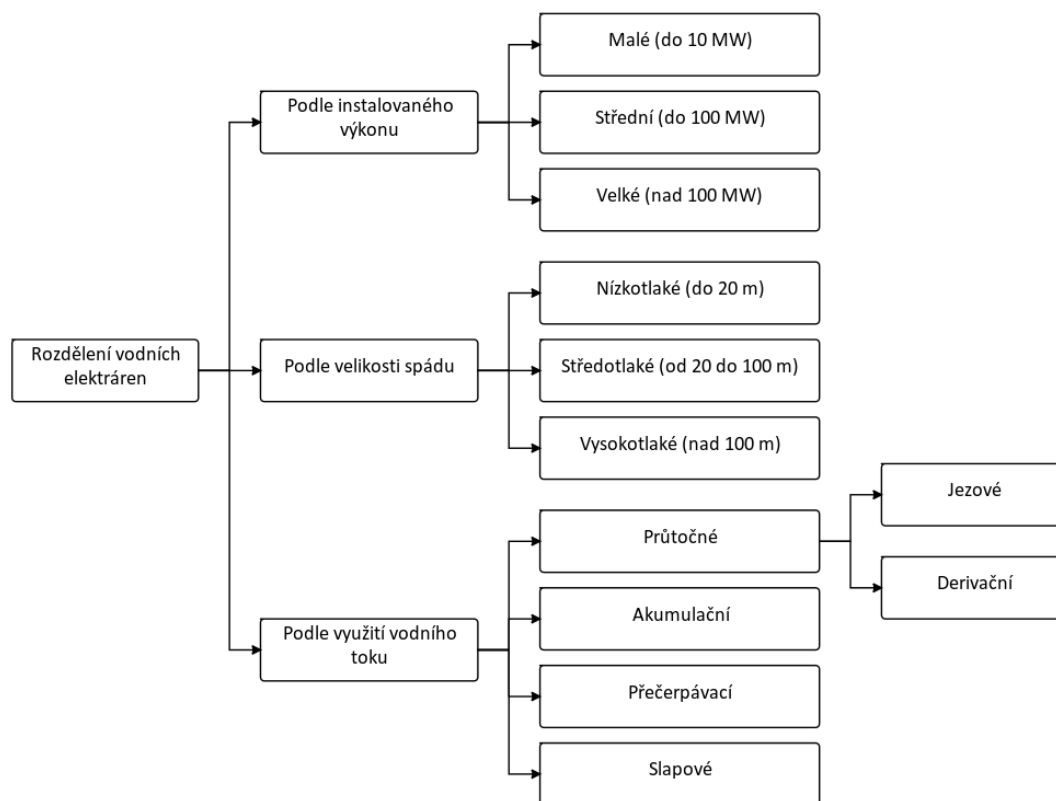 Rozdělení vodních
elektráren
Podle instalovaného
výkonu
Malé (do 10 MW)
Střední (do 100 MW)
Velké (nad 100 MW)
Podle velikosti spádu
Nízkotlaké (do 20 m)
Středotlaké (od 20 do 100 m)
Vysokotlaké (nad 100 m)
Podle využití vodního
toku
Průtočné
Jezové
Derivační
Akumulační
Přečerpávací
Slapové